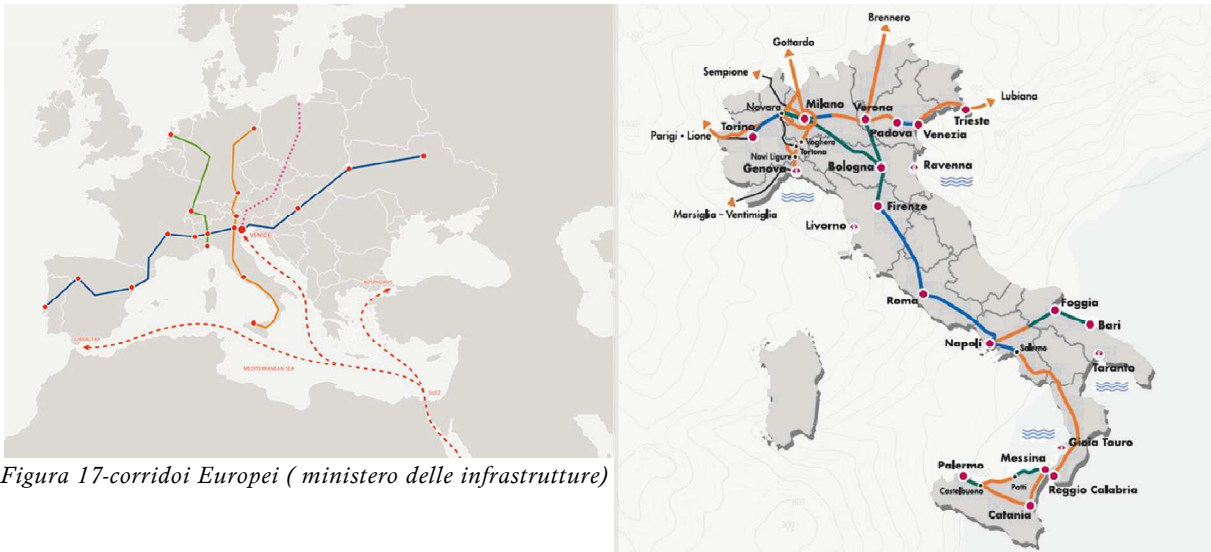 VENICE
BOSPHORUS
GIBRALTAR
MEDITERRANEAN SEA
SUEZ
Figura 17-corridoi Europei ( ministero delle infrastrutture)
Brennero
Gottardo
Sempione
Lubiana
Novara
Milano
Verona
Trieste
Torino
Padova
Venezia
Parigi - Lione
Voghera
Tortona
Novi Ligure
Genova
Bologna
Ravenna
Marsiglia - Ventimiglia
Firenze
Livorno
Roma
Foggia
Bari
Napoli
Salerno
Taranto
Gioia Tauro
Messina
Palermo
Castelbuono
Patti
Reggio Calabria
Catania